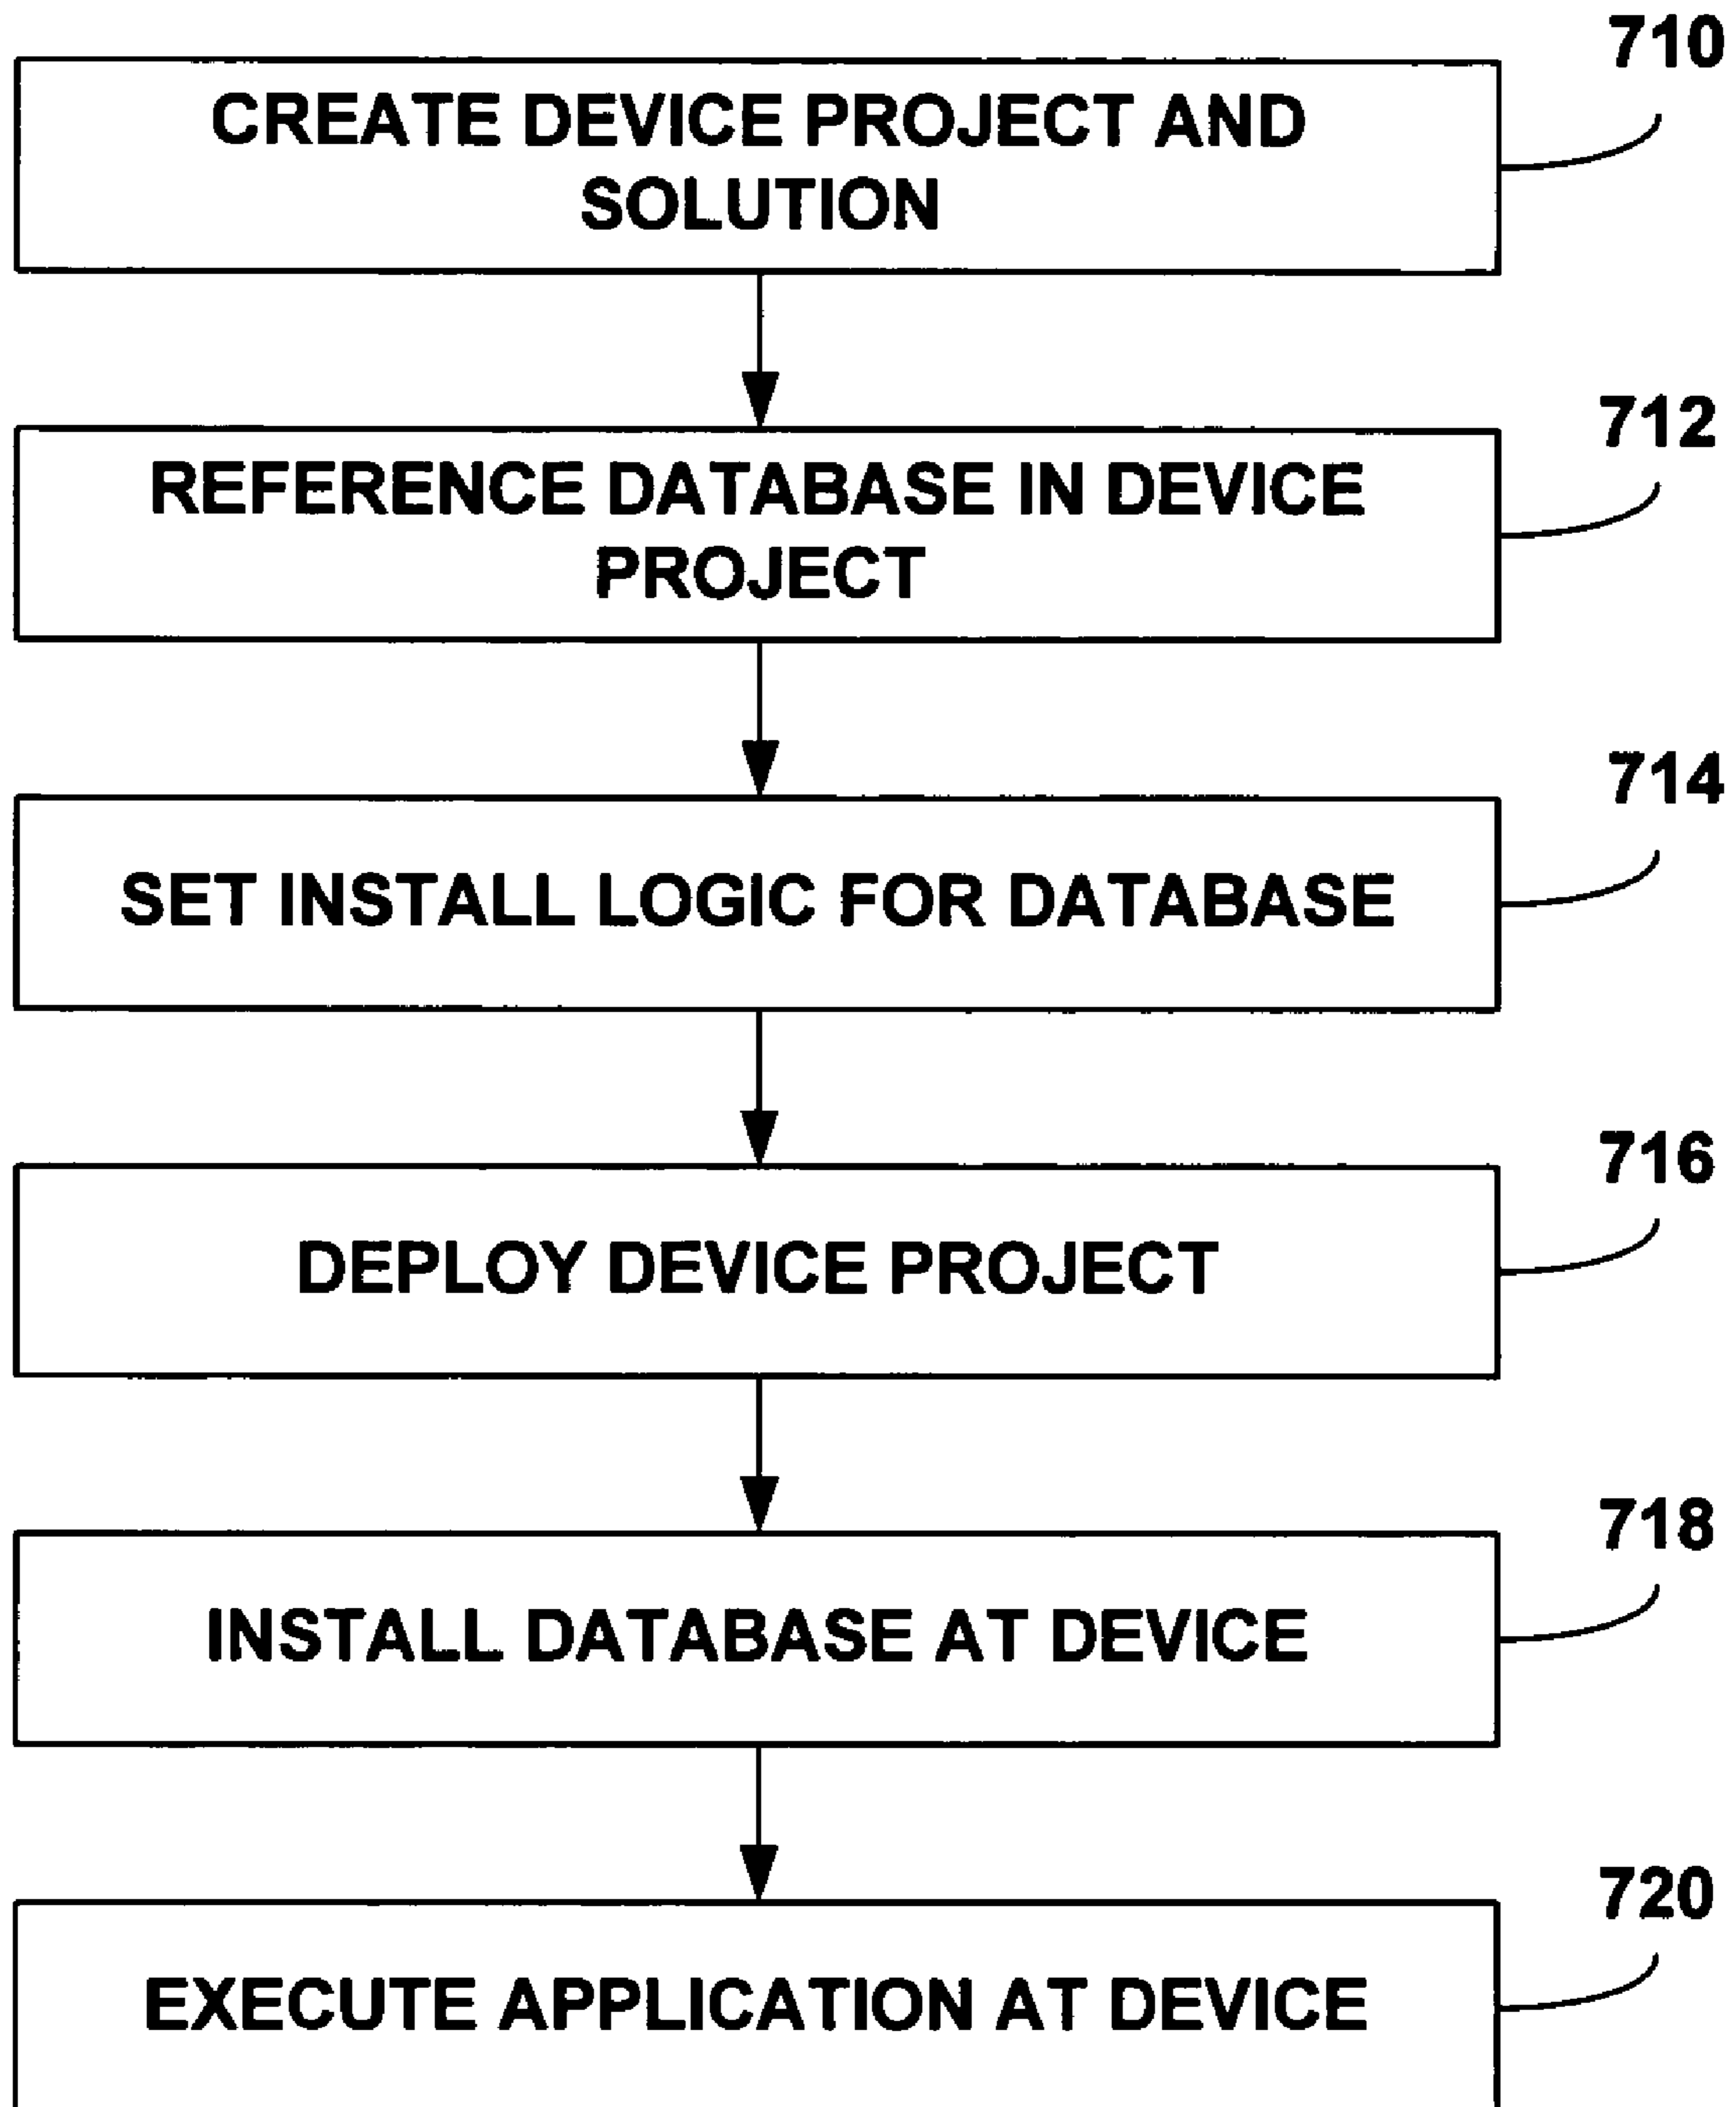 710
CREATE DEVICE PROJECT AND
SOLUTION
712
REFERENCE DATABASE IN DEVICE
PROJECT
714
SET INSTALL LOGIC FOR DATABASE
716
DEPLOY DEVICE PROJECT
718
INSTALL DATABASE AT DEVICE
720
EXECUTE APPLICATION AT DEVICE